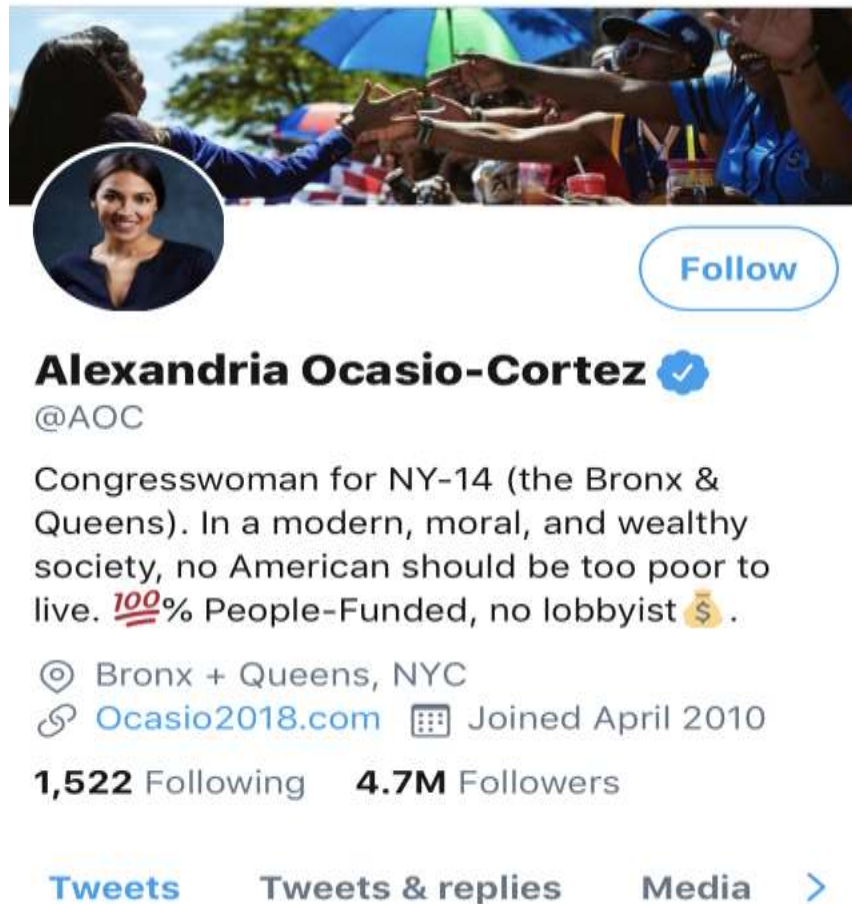 Follow
Alexandria Ocasio-Cortez
@AOC
Congresswoman for NY-14 (the Bronx &
Queens). In a modern, moral, and wealthy
society, no American should be too poor to
live. 💯% People-Funded, no lobbyist💰.
Bronx + Queens, NYC
Ocasio2018.com Joined April 2010
1,522 Following 4.7M Followers
Tweets Tweets & replies Media